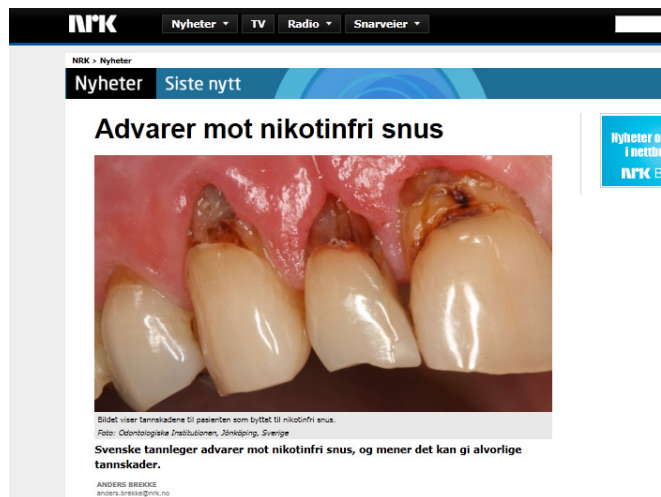 NRK
Nyheter TV Radio Snarveier
NRK > Nyheter
Nyheter Siste nytt
Advarer mot nikotinfri snus
Nyheter o
i nettb
NRK B
Bildet viser tannskadene til pasienten som byttet til nikotinfri snus.
Foto: Odontologiska Institutionen, Jönköping, Sverige
Svenske tannleger advarer mot nikotinfri snus, og mener det kan gi alvorlige
tannskader.
ANDERS BREKKE
anders.brekke@nrk.no